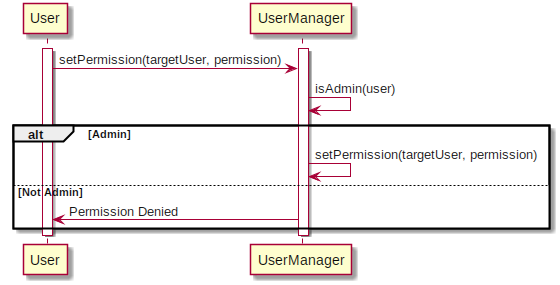 User UserManager
setPermission(targetUser, permission)
isAdmin(user)
alt [Admin]
setPermission(targetUser, permission)
[Not Admin]
Permission Denied
User UserManager